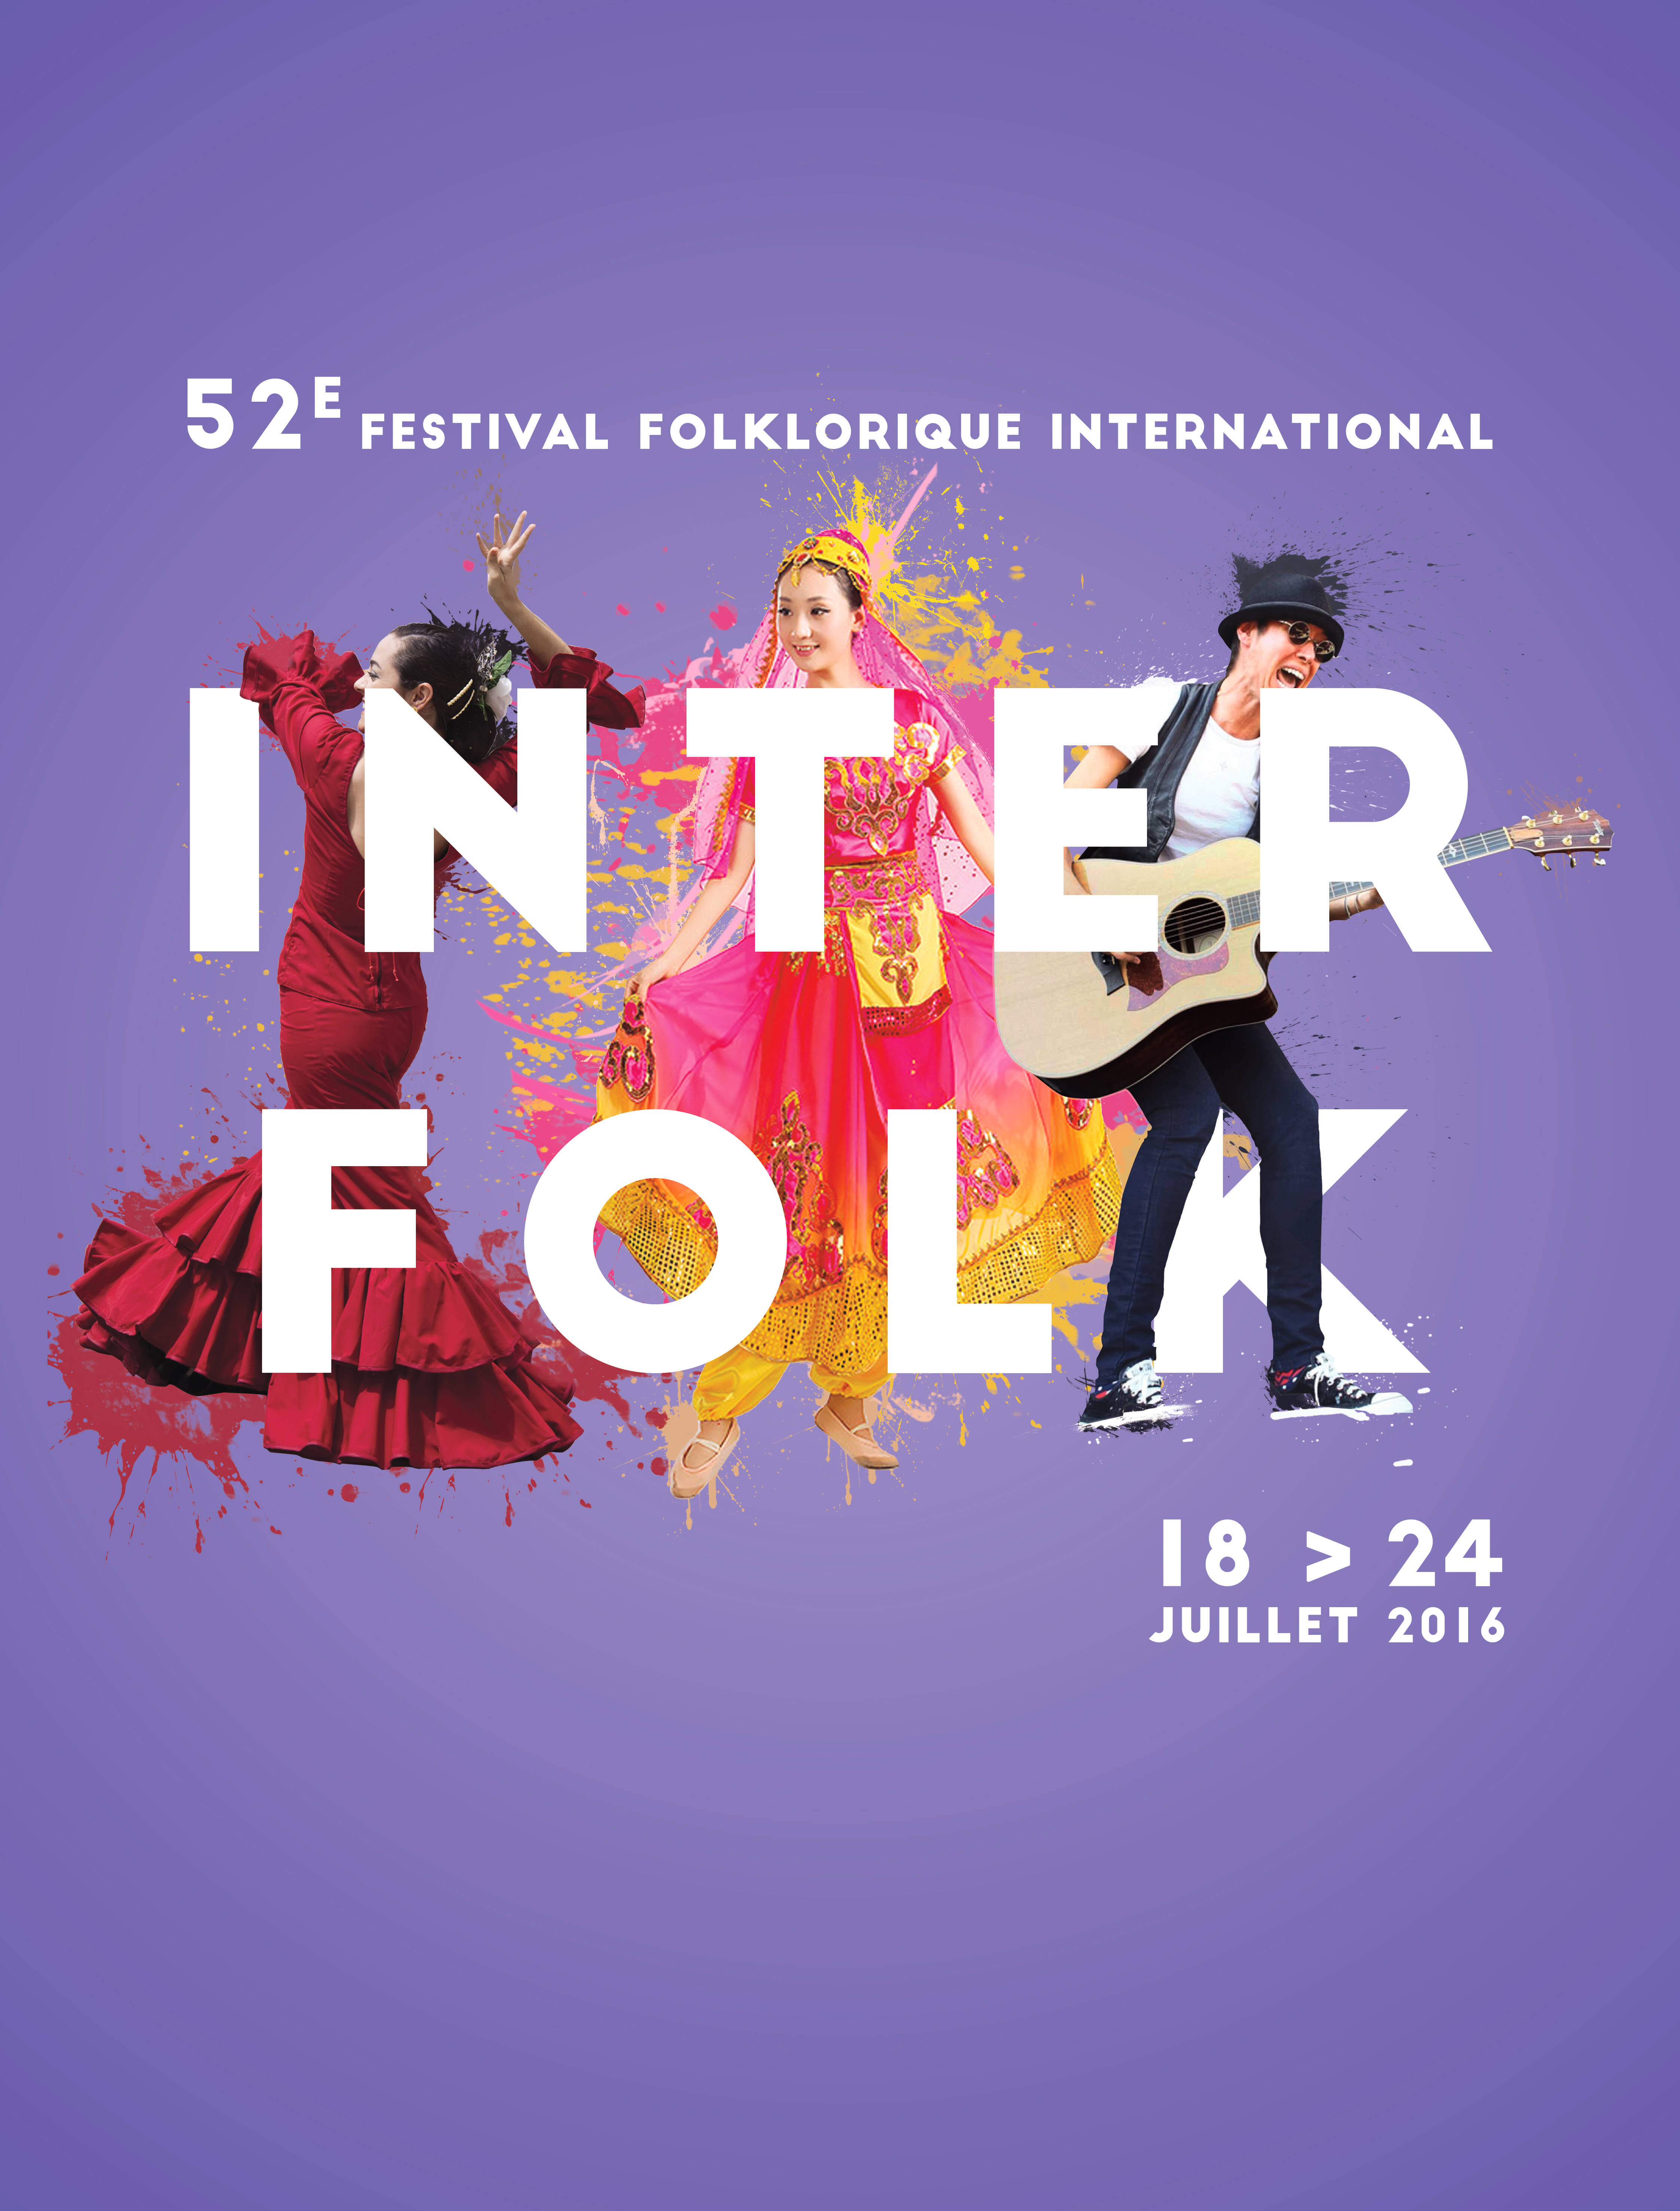 52E FESTIVAL FOLKLORIQUE INTERNATIONAL
INTER
FOLK
18 > 24
JUILLET 2016